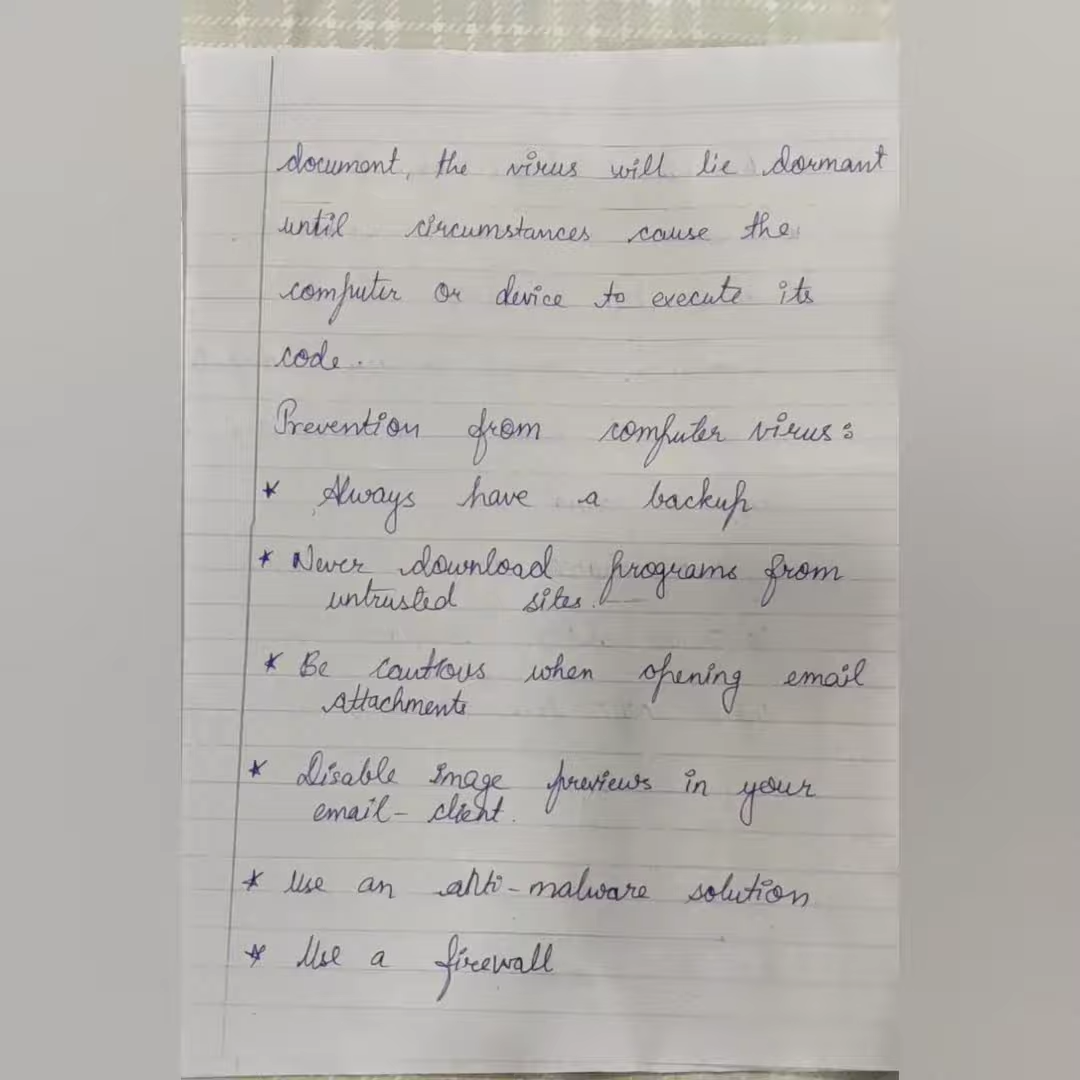 document, the virus will lie dormant
until circumstances cause the
computer or device to execute its
code.
Prevention from computer virus:
* Always have a backup
* Never download programs from
untrusted sites.
* Be cautious when opening email
Attachments
* Disable Image previews in your
email- client.
* Use an anti-malware solution
* Use a firewall